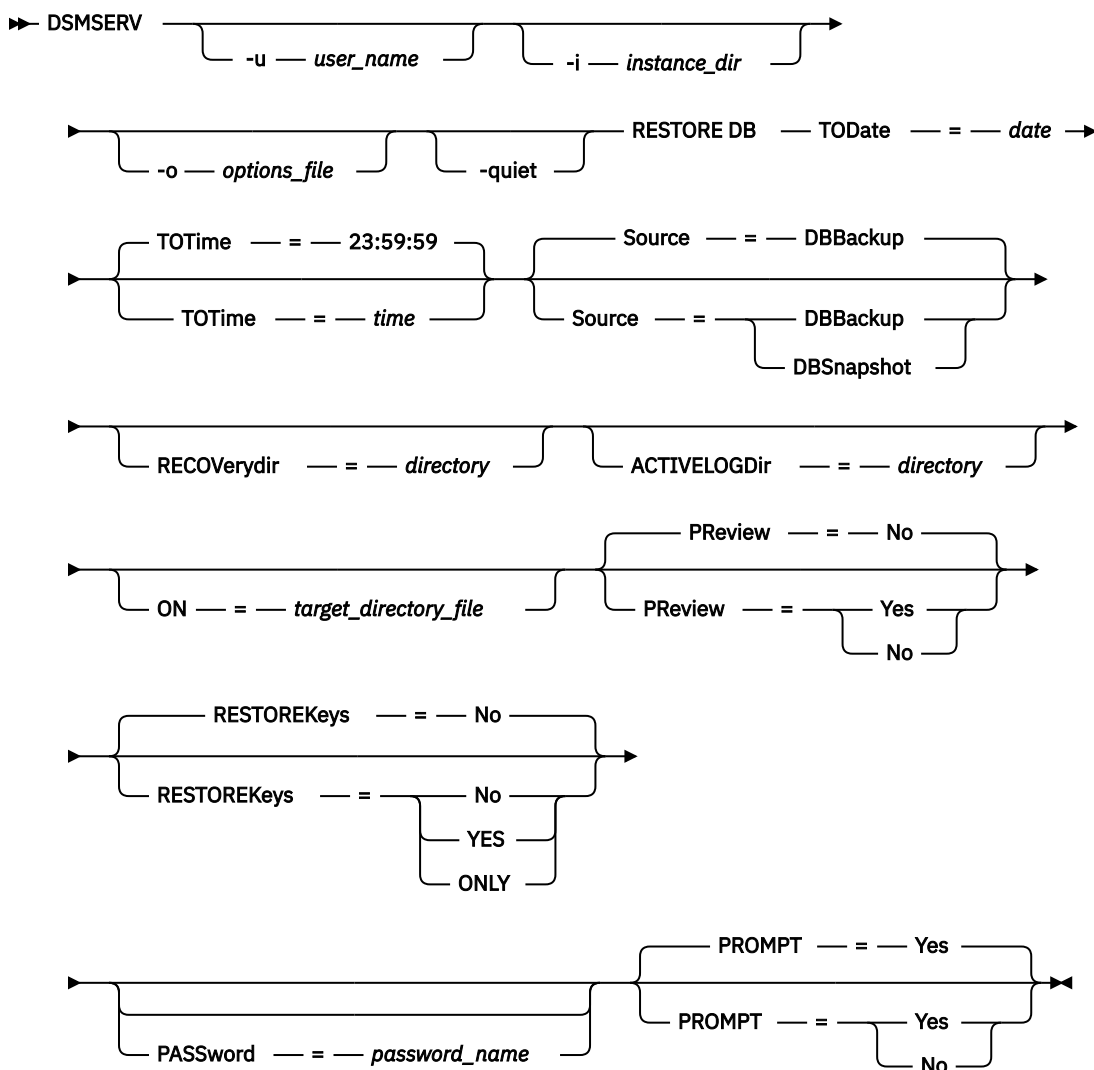 DSMSERV
-u user_name
-i instance_dir
-o options_file
-quiet
RESTORE DB TODate = date
TOTime = 23:59:59
TOTime = time
Source = DBBackup
Source = DBBackup
DBSnapshot
RECOVerydir = directory
ACTIVELOGDir = directory
ON = target_directory_file
PReview = No
PReview = Yes
No
RESTOREKeys = No
RESTOREKeys = No
YES
ONLY
PASSword = password_name
PROMPT = Yes
PROMPT = Yes
No